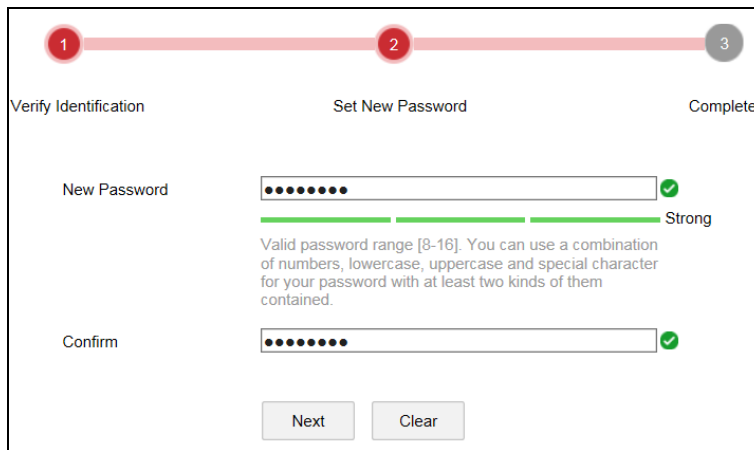 1 2 3
Verify Identification Set New Password Complete
New Password ●●●●●●●●
Strong
Valid password range [8-16]. You can use a combination
of numbers, lowercase, uppercase and special character
for your password with at least two kinds of them
contained.
Confirm ●●●●●●●●
Next Clear